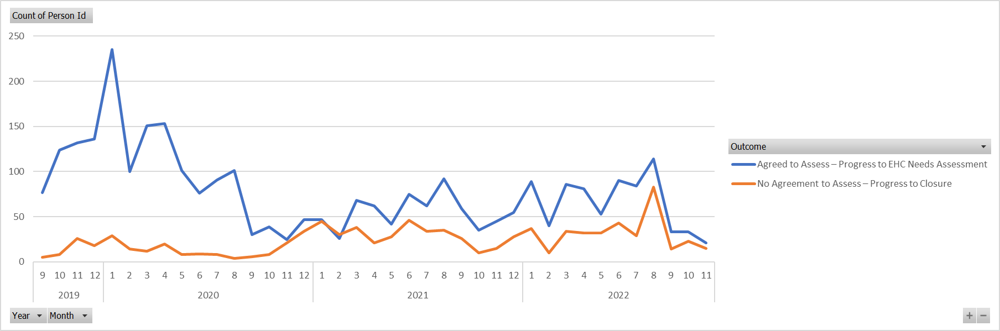 Count of Person Id
250
200
150
100
50
0
9 10 11 12 1 2 3 4 5 6 7 8 9 10 11 12 1 2 3 4 5 6 7 8 9 10 11 12 1 2 3 4 5 6 7 8 9 10 11
2019 2020 2021 2022
Outcome
Agreed to Assess – Progress to EHC Needs Assessment
No Agreement to Assess – Progress to Closure
Year Month
+ −